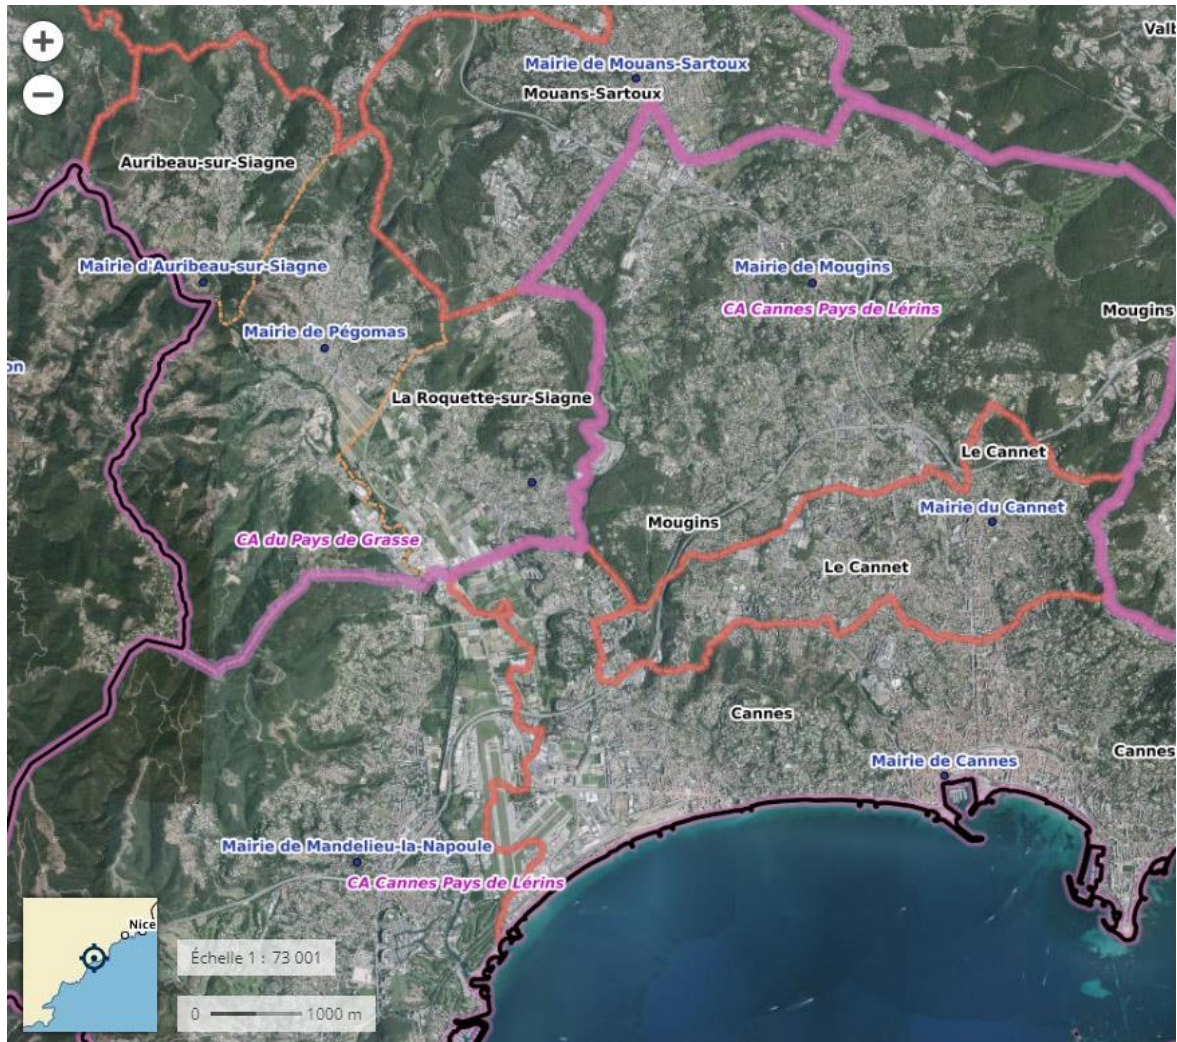 +
Valb
−
Mairie de Mouans-Sartoux
Mouans-Sartoux
Auribeau-sur-Siagne
Mairie d'Auribeau-sur-Siagne
Mairie de Mougins
CA Cannes Pays de Lérins
Mougins
Mairie de Pégomas
on
La Roquette-sur-Siagne
Le Cannet
Mairie du Cannet
Mougins
CA du Pays de Grasse
Le Cannet
Cannes
Cannes
Mairie de Cannes
Mairie de Mandelieu-la-Napoule
CA Cannes Pays de Lérins
Nice
Échelle 1 : 73 001
0 1000 m